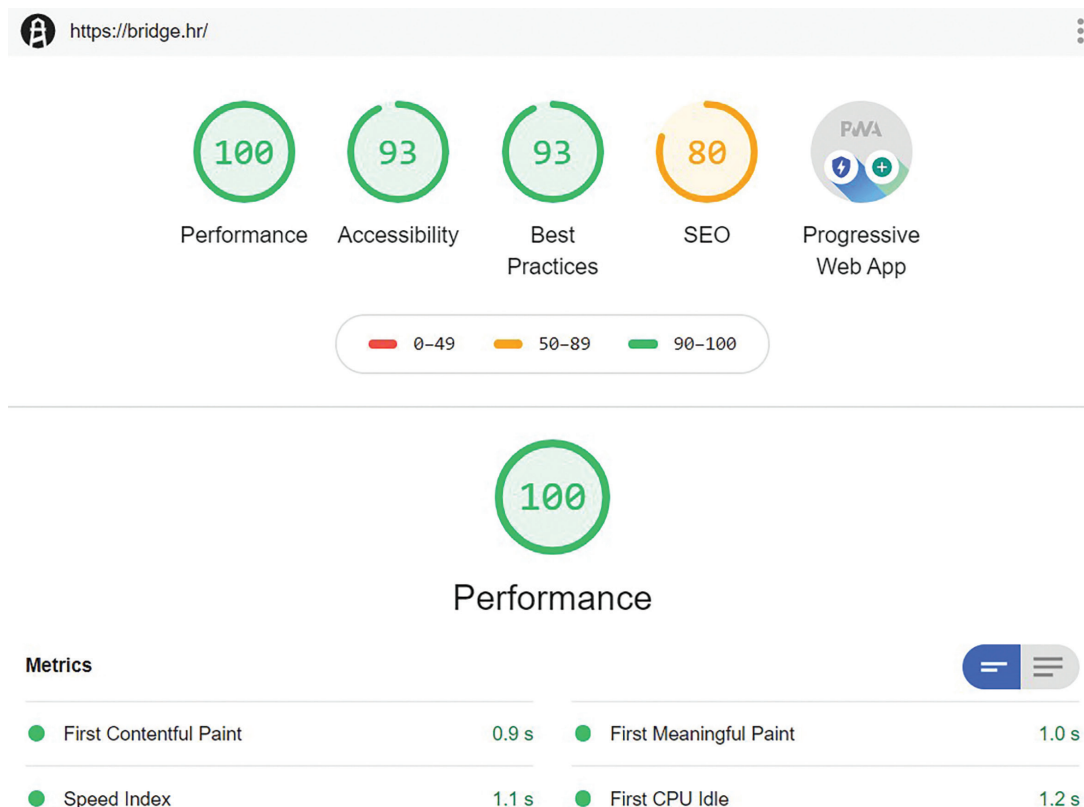 https://bridge.hr/
100 93 93 80 PWA
Performance Accessibility Best Practices SEO Progressive Web App
0–49 50–89 90–100
100
Performance
Metrics
First Contentful Paint 0.9 s
First Meaningful Paint 1.0 s
Speed Index 1.1 s
First CPU Idle 1.2 s